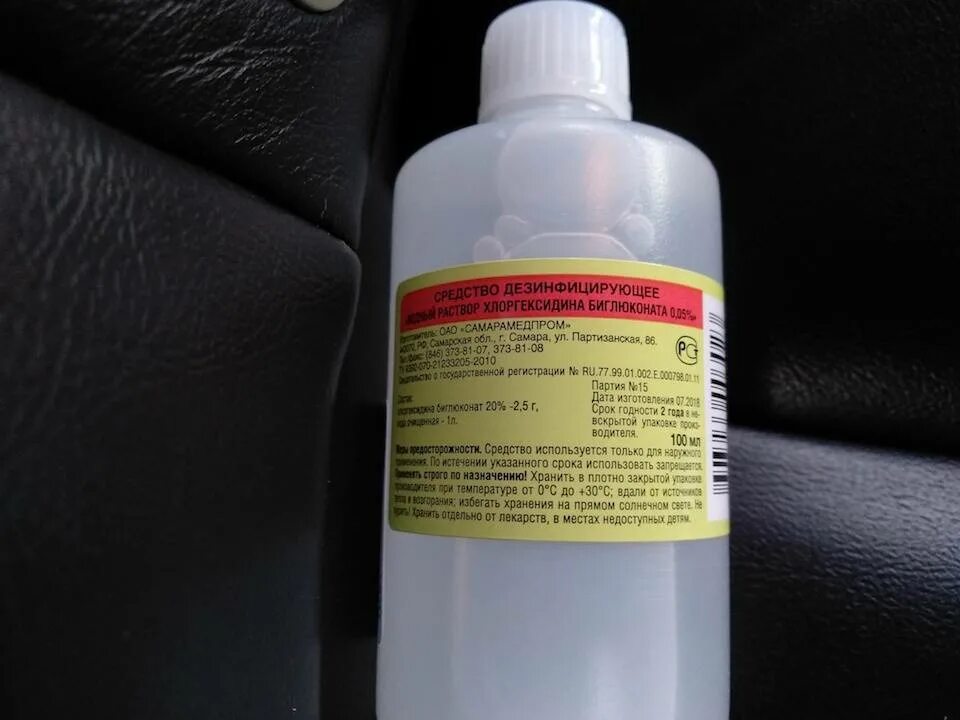 СРЕДСТВО ДЕЗИНФИЦИРУЮЩЕЕ
«ВОДНЫЙ РАСТВОР ХЛОРГЕКСИДИНА БИГЛЮКОНАТА 0,05%»
Изготовитель: ОАО «САМАРАМЕДПРОМ»
РФ, Самарская обл., г. Самара, ул. Партизанская, 86.
Тел./факс: (846) 373-81-07, 373-81-08
ТУ 9392-070-21233205-2010
Свидетельство о государственной регистрации № RU.77.99.01.002.Е.000798.01.11
Партия №15
Дата изготовления 07.2018
Срок годности 2 года в не-
вскрытой упаковке произ-
водителя.
100 мл
Состав:
хлоргексидина биглюконат 20% -2,5 г,
вода очищенная - 1л.
Меры предосторожности. Средство используется только для наружного
применения. По истечении указанного срока использовать запрещается.
Применять строго по назначению! Хранить в плотно закрытой упаковке
производителя при температуре от 0°С до +30°С; вдали от источников
тепла и возгорания; избегать хранения на прямом солнечном свете. Не
курить! Хранить отдельно от лекарств, в местах недоступных детям.
РСТ